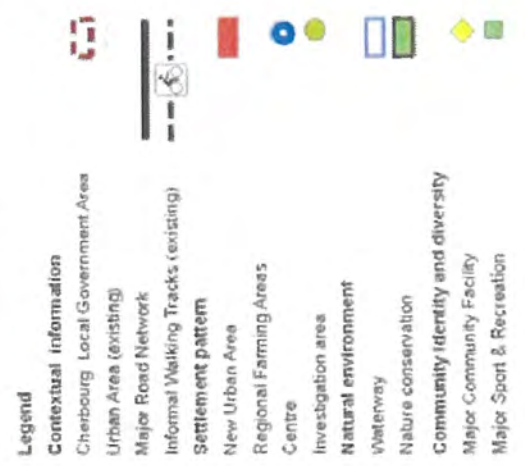 Legend
Contextual information
Cherbourg Local Government Area
Urban Area (existing)
Major Road Network
Informal Walking Tracks (existing)
Settlement pattern
New Urban Area
Regional Farming Areas
Centre
Investigation area
Natural environment
Waterway
Nature conservation
Community identity and diversity
Major Community Facility
Major Sport & Recreation